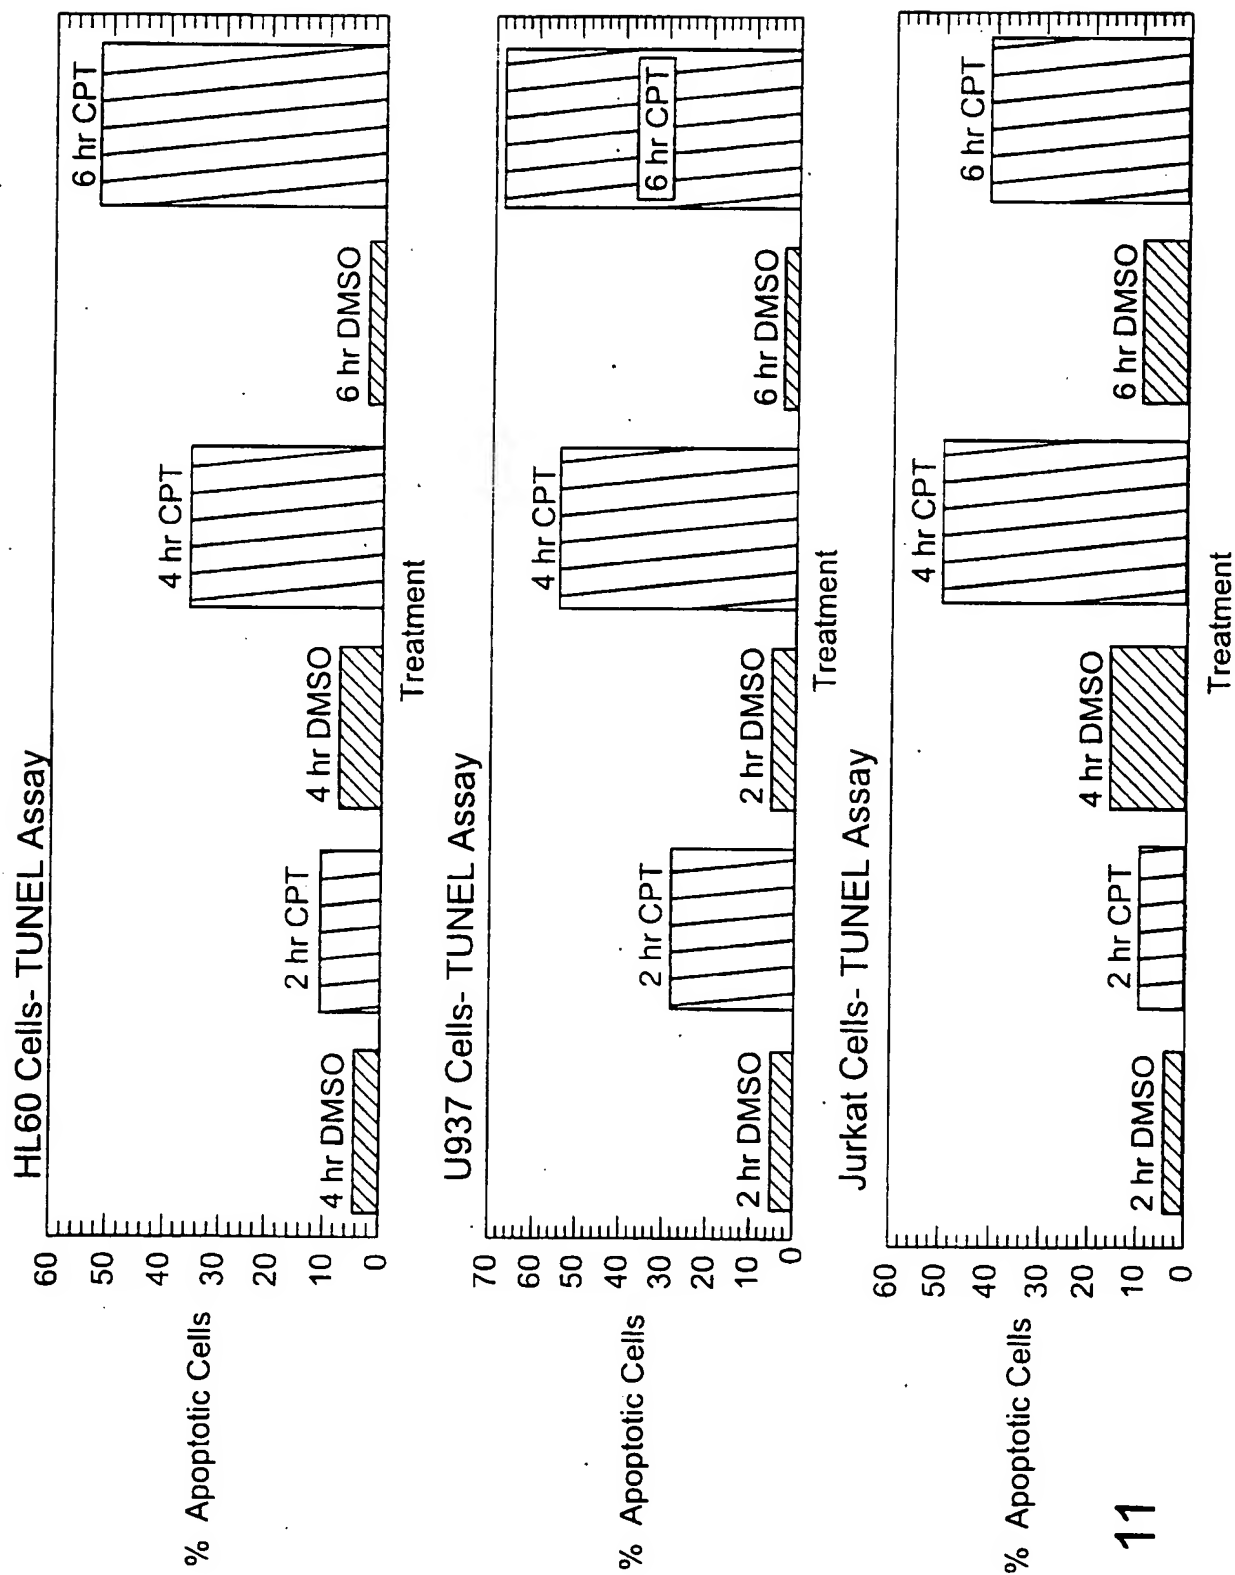 HL60 Cells- TUNEL Assay
% Apoptotic Cells
60
50
40
30
20
10
0
4 hr DMSO
2 hr CPT
4 hr DMSO
4 hr CPT
6 hr DMSO
6 hr CPT
Treatment
U937 Cells- TUNEL Assay
% Apoptotic Cells
70
60
50
40
30
20
10
0
2 hr DMSO
2 hr CPT
2 hr DMSO
4 hr CPT
6 hr DMSO
6 hr CPT
Treatment
Jurkat Cells- TUNEL Assay
% Apoptotic Cells
60
50
40
30
20
10
0
2 hr DMSO
2 hr CPT
4 hr DMSO
4 hr CPT
6 hr DMSO
6 hr CPT
Treatment
11